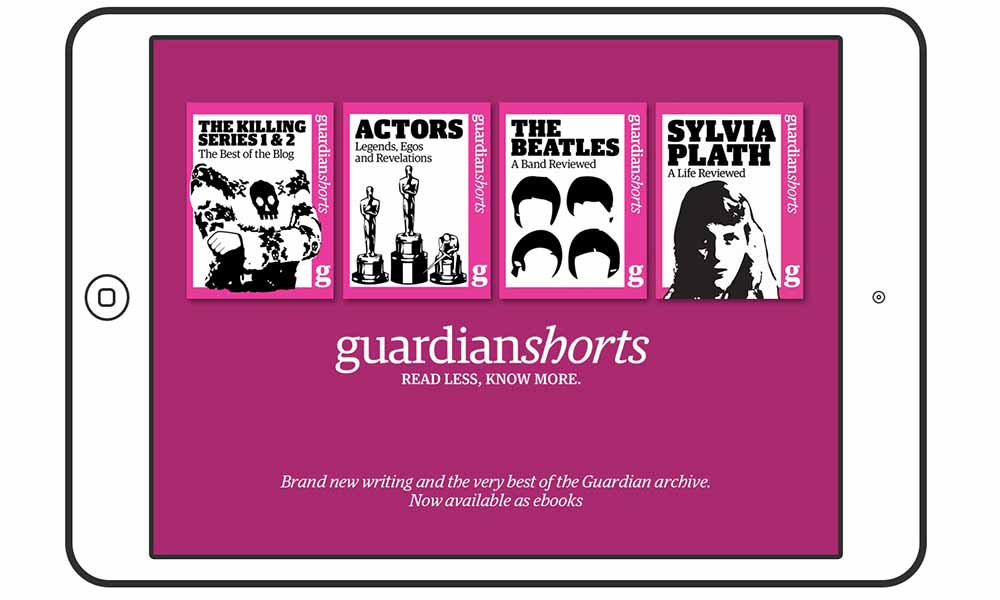 THE KILLING
SERIES 1 & 2
The Best of the Blog
guardianshorts
g
ACTORS
Legends, Egos
and Revelations
guardianshorts
g
THE
BEATLES
A Band Reviewed
guardianshorts
g
SYLVIA
PLATH
A Life Reviewed
guardianshorts
g
guardianshorts
READ LESS, KNOW MORE.
Brand new writing and the very best of the Guardian archive.
Now available as ebooks